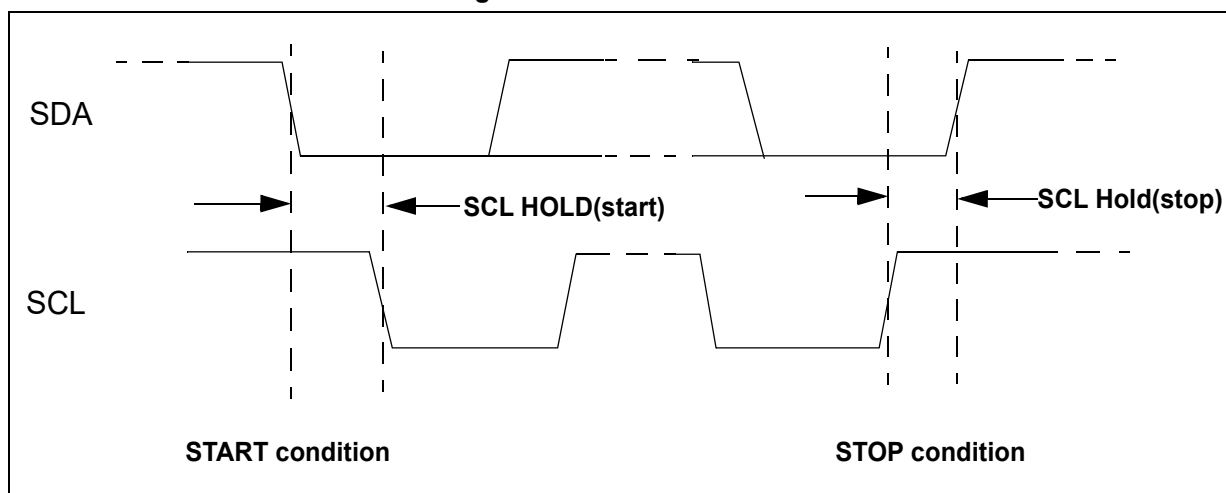 SDA
SCL HOLD(start)
SCL Hold(stop)
SCL
START condition
STOP condition